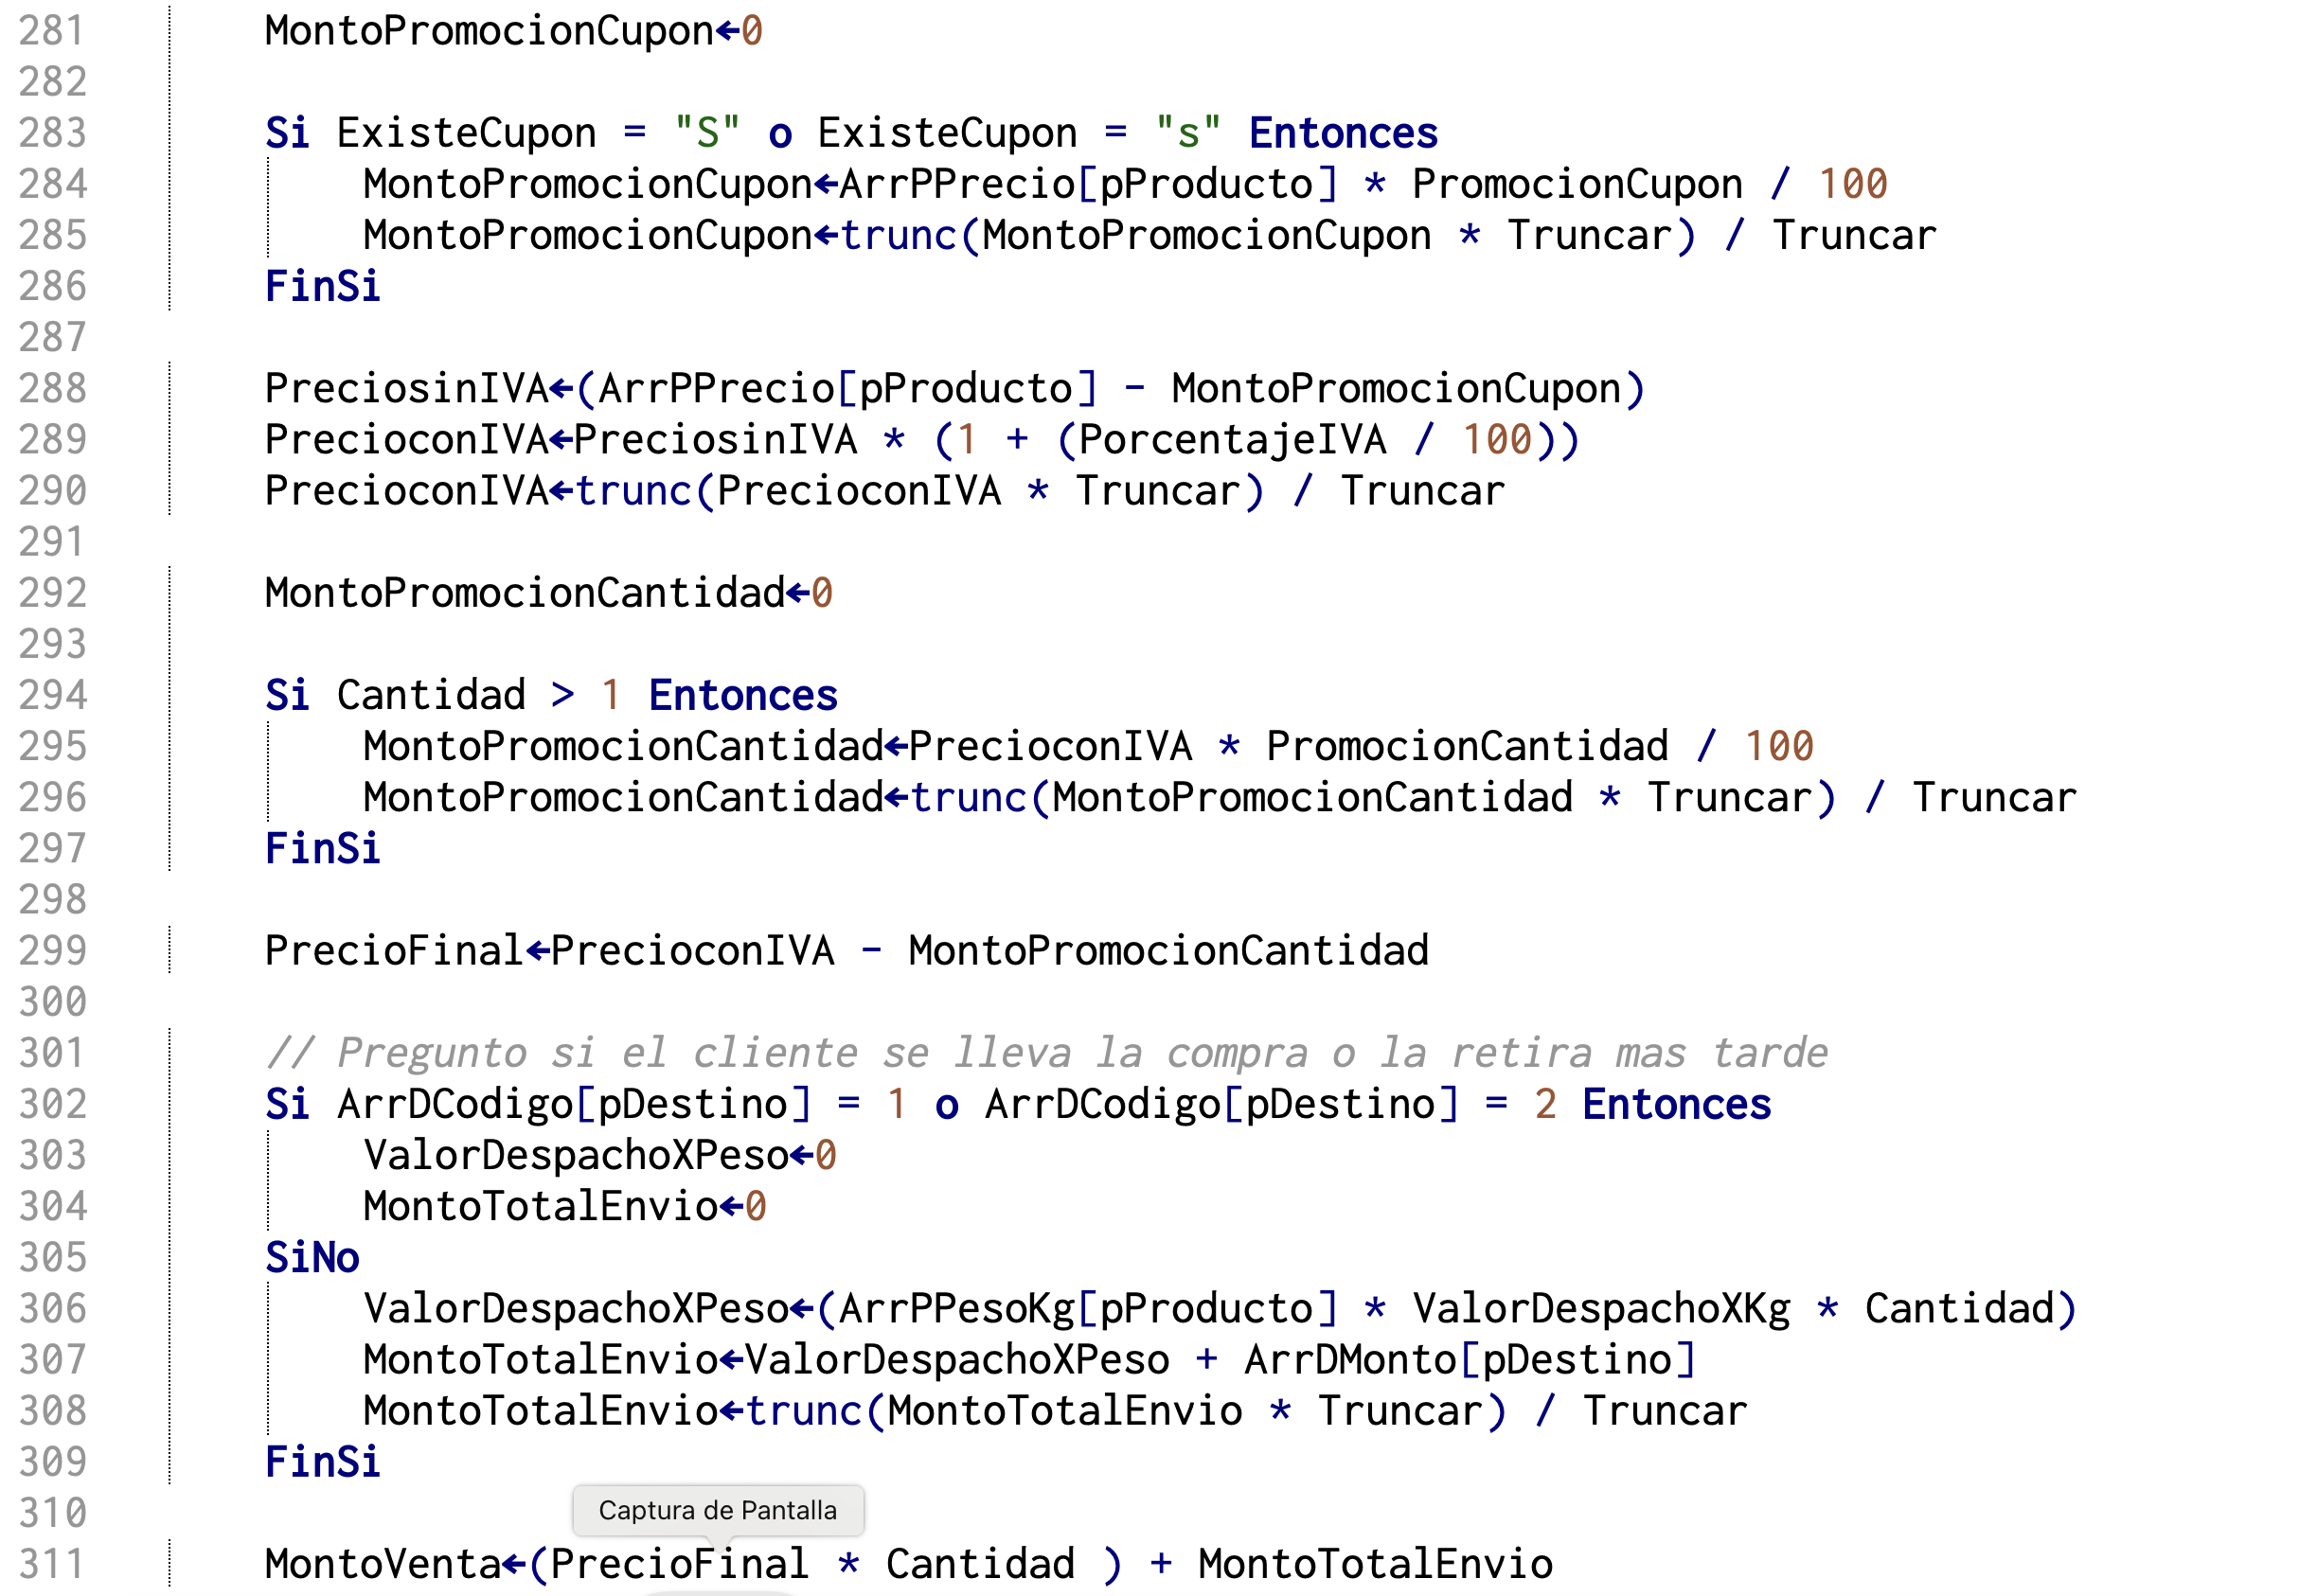 281 MontoPromocionCupon←0
282
283 Si ExisteCupon = "S" o ExisteCupon = "s" Entonces
284 MontoPromocionCupon←ArrPPrecio[pProducto] * PromocionCupon / 100
285 MontoPromocionCupon←trunc(MontoPromocionCupon * Truncar) / Truncar
286 FinSi
287
288 PreciosinIVA←(ArrPPrecio[pProducto] - MontoPromocionCupon)
289 PrecioconIVA←PreciosinIVA * (1 + (PorcentajeIVA / 100))
290 PrecioconIVA←trunc(PrecioconIVA * Truncar) / Truncar
291
292 MontoPromocionCantidad←0
293
294 Si Cantidad > 1 Entonces
295 MontoPromocionCantidad←PrecioconIVA * PromocionCantidad / 100
296 MontoPromocionCantidad←trunc(MontoPromocionCantidad * Truncar) / Truncar
297 FinSi
298
299 PrecioFinal←PrecioconIVA - MontoPromocionCantidad
300
301 // Pregunto si el cliente se lleva la compra o la retira mas tarde
302 Si ArrDCodigo[pDestino] = 1 o ArrDCodigo[pDestino] = 2 Entonces
303 ValorDespachoXPeso←0
304 MontoTotalEnvio←0
305 SiNo
306 ValorDespachoXPeso←(ArrPPesoKg[pProducto] * ValorDespachoXKg * Cantidad)
307 MontoTotalEnvio←ValorDespachoXPeso + ArrDMonto[pDestino]
308 MontoTotalEnvio←trunc(MontoTotalEnvio * Truncar) / Truncar
309 FinSi
310
Captura de Pantalla
311 MontoVenta←(PrecioFinal * Cantidad ) + MontoTotalEnvio